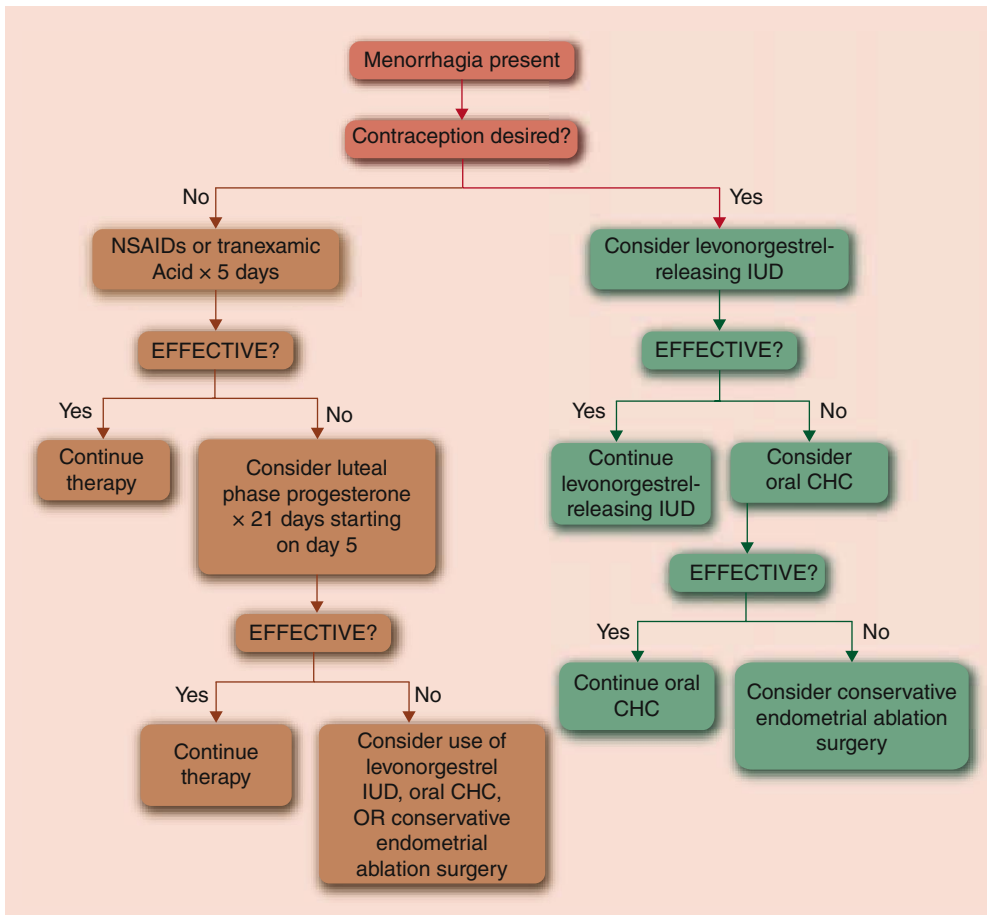 Menorrhagia present
Contraception desired?
No
Yes
NSAIDs or tranexamic
Acid × 5 days
Consider levonorgestrel-
releasing IUD
EFFECTIVE?
EFFECTIVE?
Yes
No
Yes
No
Continue
therapy
Consider luteal
phase progesterone
× 21 days starting
on day 5
Continue
levonorgestrel-
releasing IUD
Consider
oral CHC
EFFECTIVE?
EFFECTIVE?
Yes
No
Yes
No
Continue
therapy
Consider use of
levonorgestrel
IUD, oral CHC,
OR conservative
endometrial
ablation surgery
Continue oral
CHC
Consider conservative
endometrial ablation
surgery